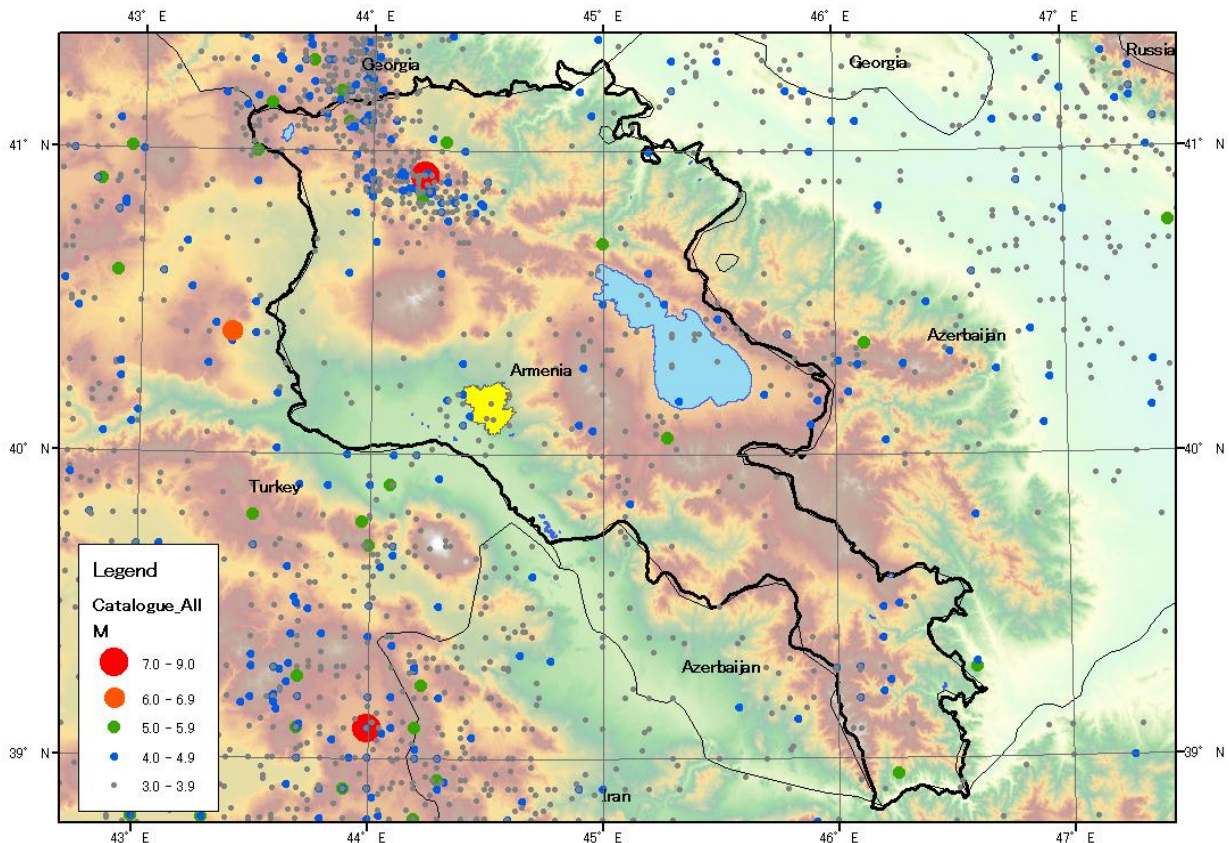 43° E 44° E 45° E 46° E 47° E
Russia
Georgia Georgia
41° N 41° N
Azerbaijan
Armenia
40° N 40° N
Turkey
Legend
Catalogue_All
M
7.0 - 9.0
6.0 - 6.9
5.0 - 5.9
4.0 - 4.9
3.0 - 3.9
Azerbaijan
39° N 39° N
Iran
43° E 44° E 45° E 46° E 47° E